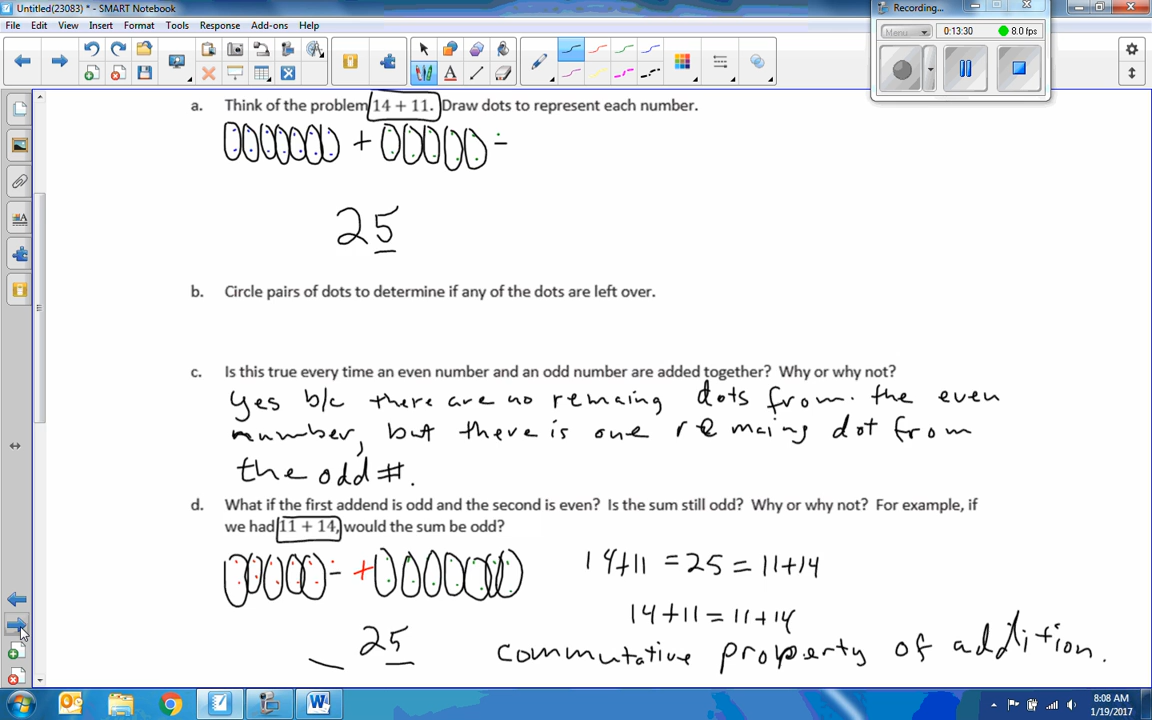 Untitled(23083) * - SMART Notebook
File Edit View Insert Format Tools Response Add-ons Help
Recording...
Menu 0:13:30 8.0 fps
a. Think of the problem 14 + 11. Draw dots to represent each number.
+
25
b. Circle pairs of dots to determine if any of the dots are left over.
c. Is this true every time an even number and an odd number are added together? Why or why not?
Yes b/c there are no remaing dots from the even
number, but there is one remaing dot from
the odd #.
d. What if the first addend is odd and the second is even? Is the sum still odd? Why or why not? For example, if
we had 11 + 14, would the sum be odd?
+
14+11 = 25 = 11+14
14+11 = 11+14
25
commutative property of addition.
8:08 AM
1/19/2017